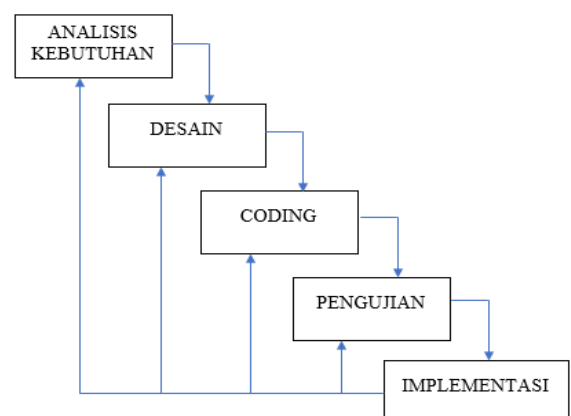 ANALISIS
KEBUTUHAN
DESAIN
CODING
PENGUJIAN
IMPLEMENTASI